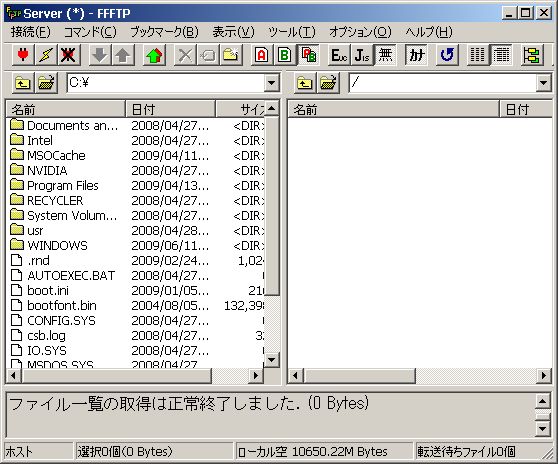 Server (*) - FFFTP
接続(F) コマンド(C) ブックマーク(B) 表示(V) ツール(T) オプション(O) ヘルプ(H)
A B EUC JIS 無 カナ
C:¥ /
名前 日付 サイズ 名前 日付
Documents an... 2008/04/27... <DIR>
Intel 2008/04/27... <DIR>
MSOCache 2009/04/11... <DIR>
NVIDIA 2008/04/27... <DIR>
Program Files 2009/04/13... <DIR>
RECYCLER 2008/04/27... <DIR>
System Volum... 2008/04/27... <DIR>
usr 2008/04/28... <DIR>
WINDOWS 2009/06/11... <DIR>
.rnd 2009/02/24... 1,024
AUTOEXEC.BAT 2008/04/27...
boot.ini 2009/01/05... 210
bootfont.bin 2004/08/05... 132,398
CONFIG.SYS 2008/04/27...
csb.log 2008/04/27... 32
IO.SYS 2008/04/27...
MSDOS.SYS 2008/04/27...
ファイル一覧の取得は正常終了しました. (0 Bytes)
ホスト 選択0個(0 Bytes) ローカル空 10650.22M Bytes 転送待ちファイル0個